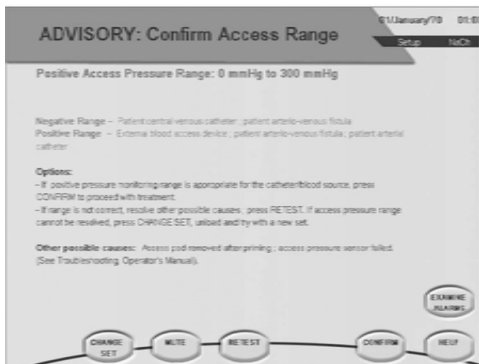 ADVISORY: Confirm Access Range
01/January/70 01:0
Setup NxCh
Positive Access Pressure Range: 0 mmHg to 300 mmHg
Negative Range – Patient central venous catheter ; patient arterio-venous fistula
Positive Range – External blood access device ; patient arterio-venous fistula ; patient arterial
catheter
Options:
– If positive pressure monitoring range is appropriate for the catheter/blood source, press
CONFIRM to proceed with treatment.
– If range is not correct, resolve other possible causes ; press RETEST. If access pressure range
cannot be resolved, press CHANGE SET, unload and try with a new set.
Other possible causes: Access pod removed after priming ; access pressure sensor failed.
(See Troubleshooting, Operator's Manual).
EXAMINE
ALARMS
CHANGE
SET
MUTE
RETEST
CONFIRM
HELP